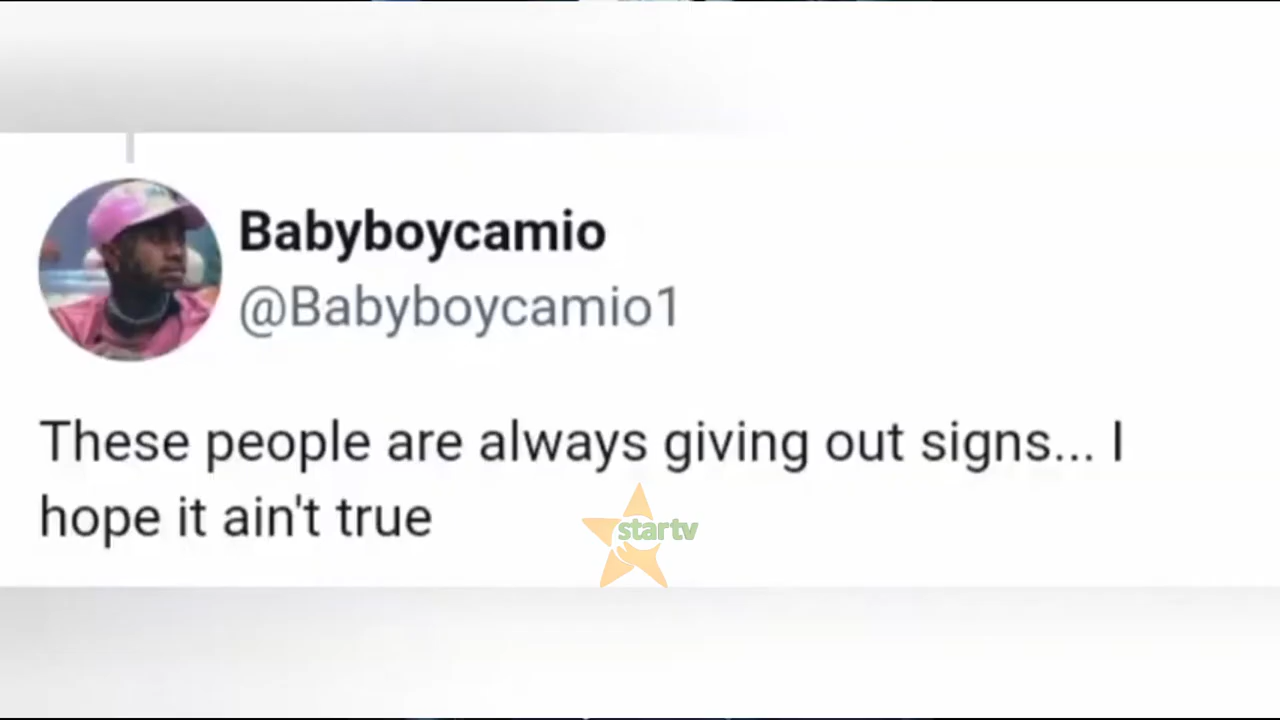 Babyboycamio
@Babyboycamio1
These people are always giving out signs... I
hope it ain't true
startv